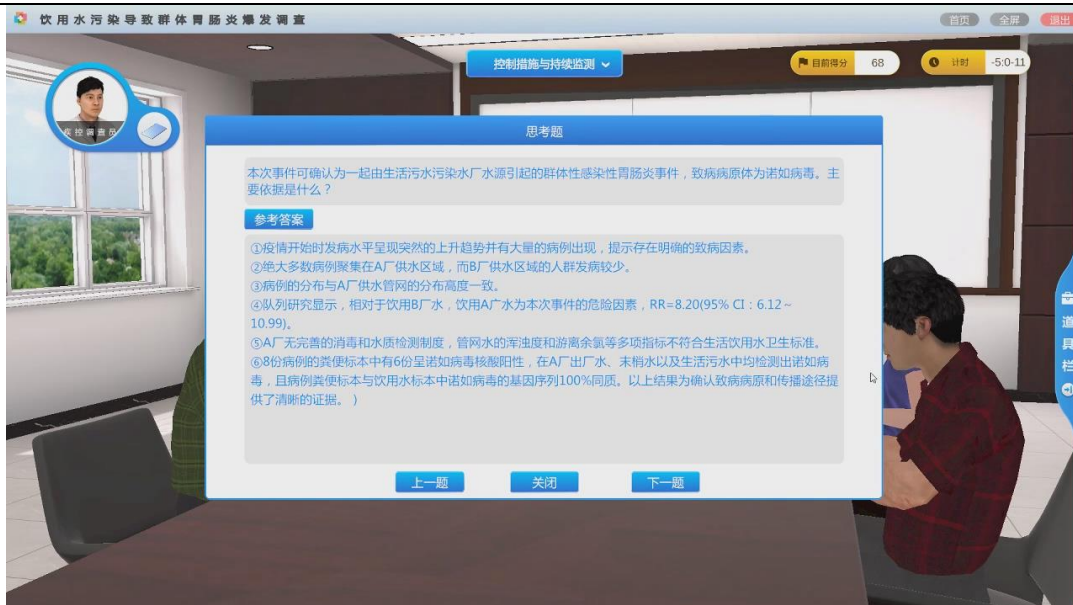 饮用水污染导致群体胃肠炎爆发调查
首页 全屏 退出
控制措施与持续监测
目前得分 68 计时 -5:0-11
疾控调查员
思考题
本次事件可确认为一起由生活污水污染水厂水源引起的群体性感染性胃肠炎事件，致病病原体为诺如病毒。主
要依据是什么？
参考答案
①疫情开始时发病水平呈现突然的上升趋势并有大量的病例出现，提示存在明确的致病因素。
②绝大多数病例聚集在A厂供水区域，而B厂供水区域的人群发病较少。
③病例的分布与A厂供水管网的分布高度一致。
④队列研究显示，相对于饮用B厂水，饮用A广水为本次事件的危险因素，RR=8.20(95% CI：6.12～
10.99)。
⑤A厂无完善的消毒和水质检测制度，管网水的浑浊度和游离余氯等多项指标不符合生活饮用水卫生标准。
⑥8份病例的粪便标本中有6份呈诺如病毒核酸阳性，在A厂出厂水、末梢水以及生活污水中均检测出诺如病
毒，且病例粪便标本与饮用水标本中诺如病毒的基因序列100%同质。以上结果为确认致病病原和传播途径提
供了清晰的证据。）
上一题 关闭 下一题
道
具
栏